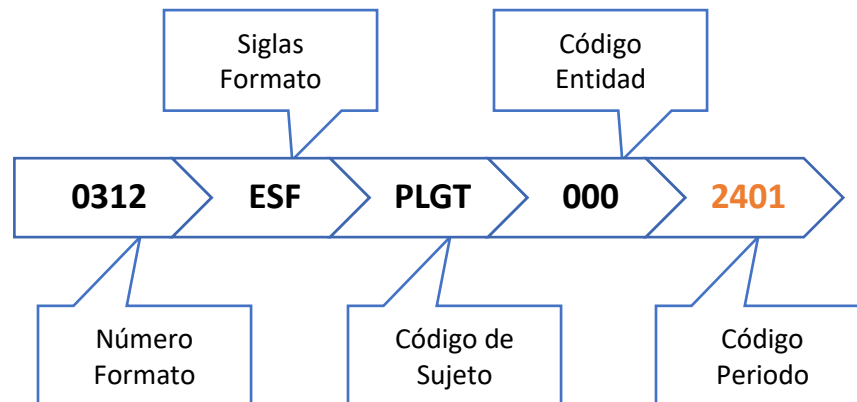 Siglas
Formato
Código
Entidad
0312 ESF PLGT 000 2401
Número
Formato
Código de
Sujeto
Código
Periodo